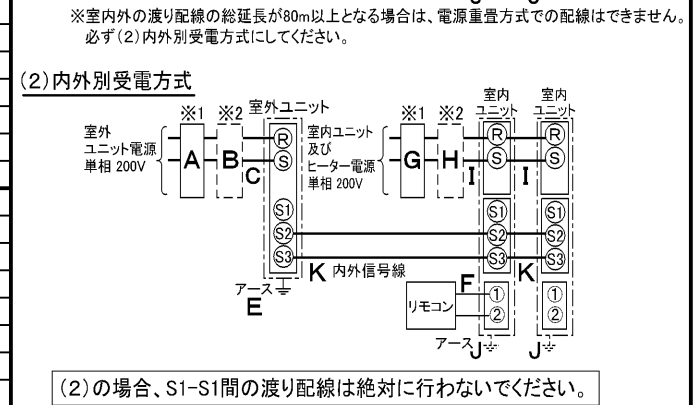 ※室内外の渡り配線の総延長が80m以上となる場合は、電源重畳方式での配線はできません。
必ず(2)内外別受電方式にしてください。
(2)内外別受電方式
※1 ※2 室外ユニット
室外
ユニット電源
単相 200V
A B C
R
S
S1
S2
S3
アース
E
※1 ※2
室内
ユニット
室内
ユニット
室内ユニット
及び
ヒーター電源
単相 200V
G H I I
R R
S S
S1 S1
S2 S2
S3 S3
K 内外信号線
K
F
リモコン
① ①
② ②
アース J J
(2)の場合、S1-S1間の渡り配線は絶対に行わないでください。